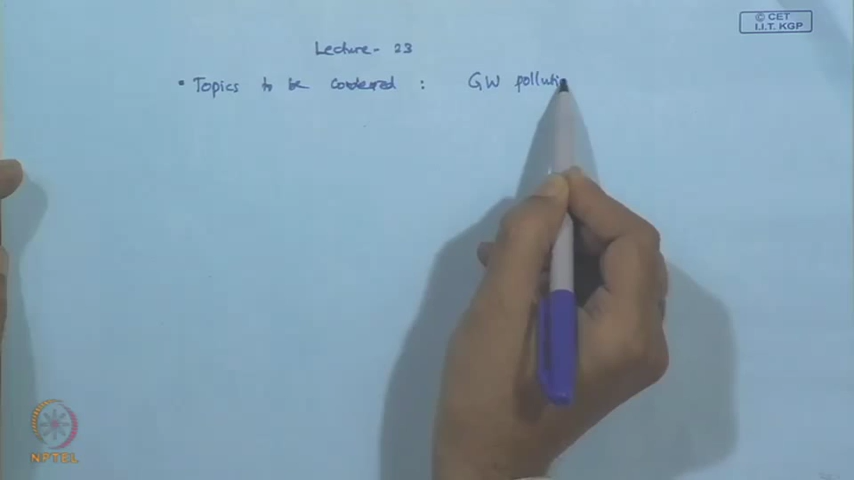 © CET
I.I.T. KGP
Lecture - 23
• Topics to be covered : GW polluti
NPTEL